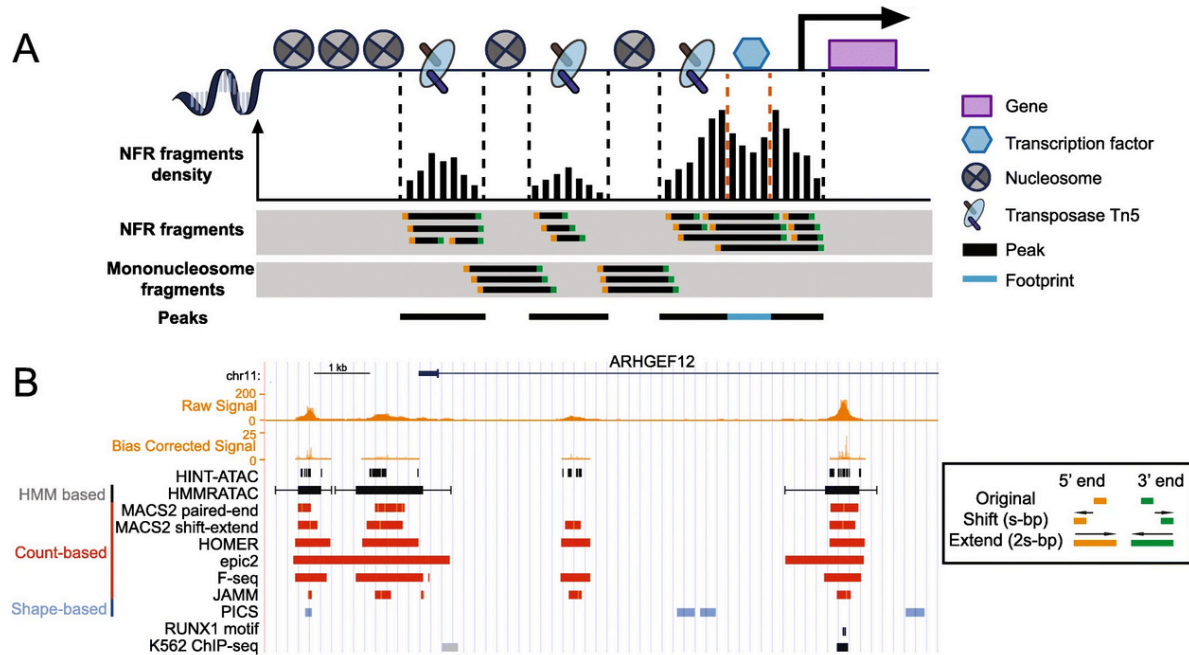 A
NFR fragments
density
NFR fragments
Mononucleosome
fragments
Peaks
Gene
Transcription factor
Nucleosome
Transposase Tn5
Peak
Footprint
B
ARHGEF12
1 kb
chr11:
200
Raw Signal
0
25
Bias Corrected Signal
0
HINT-ATAC
HMM based
HMMRATAC
MACS2 paired-end
MACS2 shift-extend
HOMER
Count-based
epic2
F-seq
JAMM
Shape-based
PICS
RUNX1 motif
K562 ChIP-seq
5' end 3' end
Original
Shift (s-bp)
Extend (2s-bp)